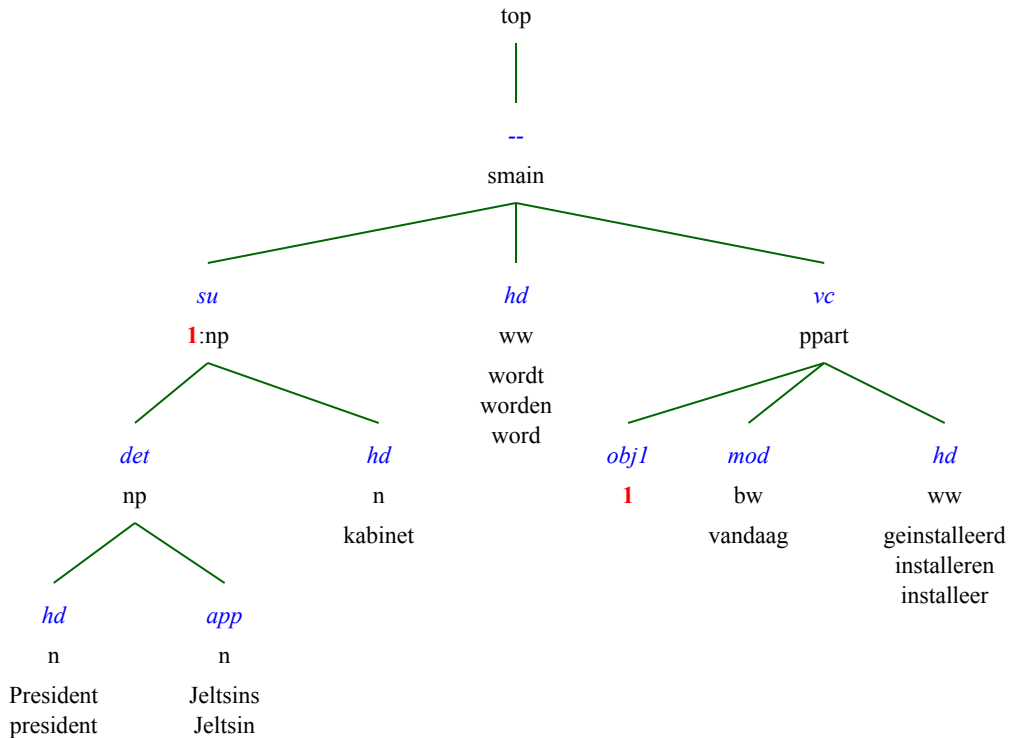 top
--
smain
su hd vc
1:np ww ppart
wordt
worden
word
det hd obj1 mod hd
np n 1 bw ww
kabinet vandaag geinstalleerd
installeren
installeer
hd app
n n
President Jeltsins
president Jeltsin